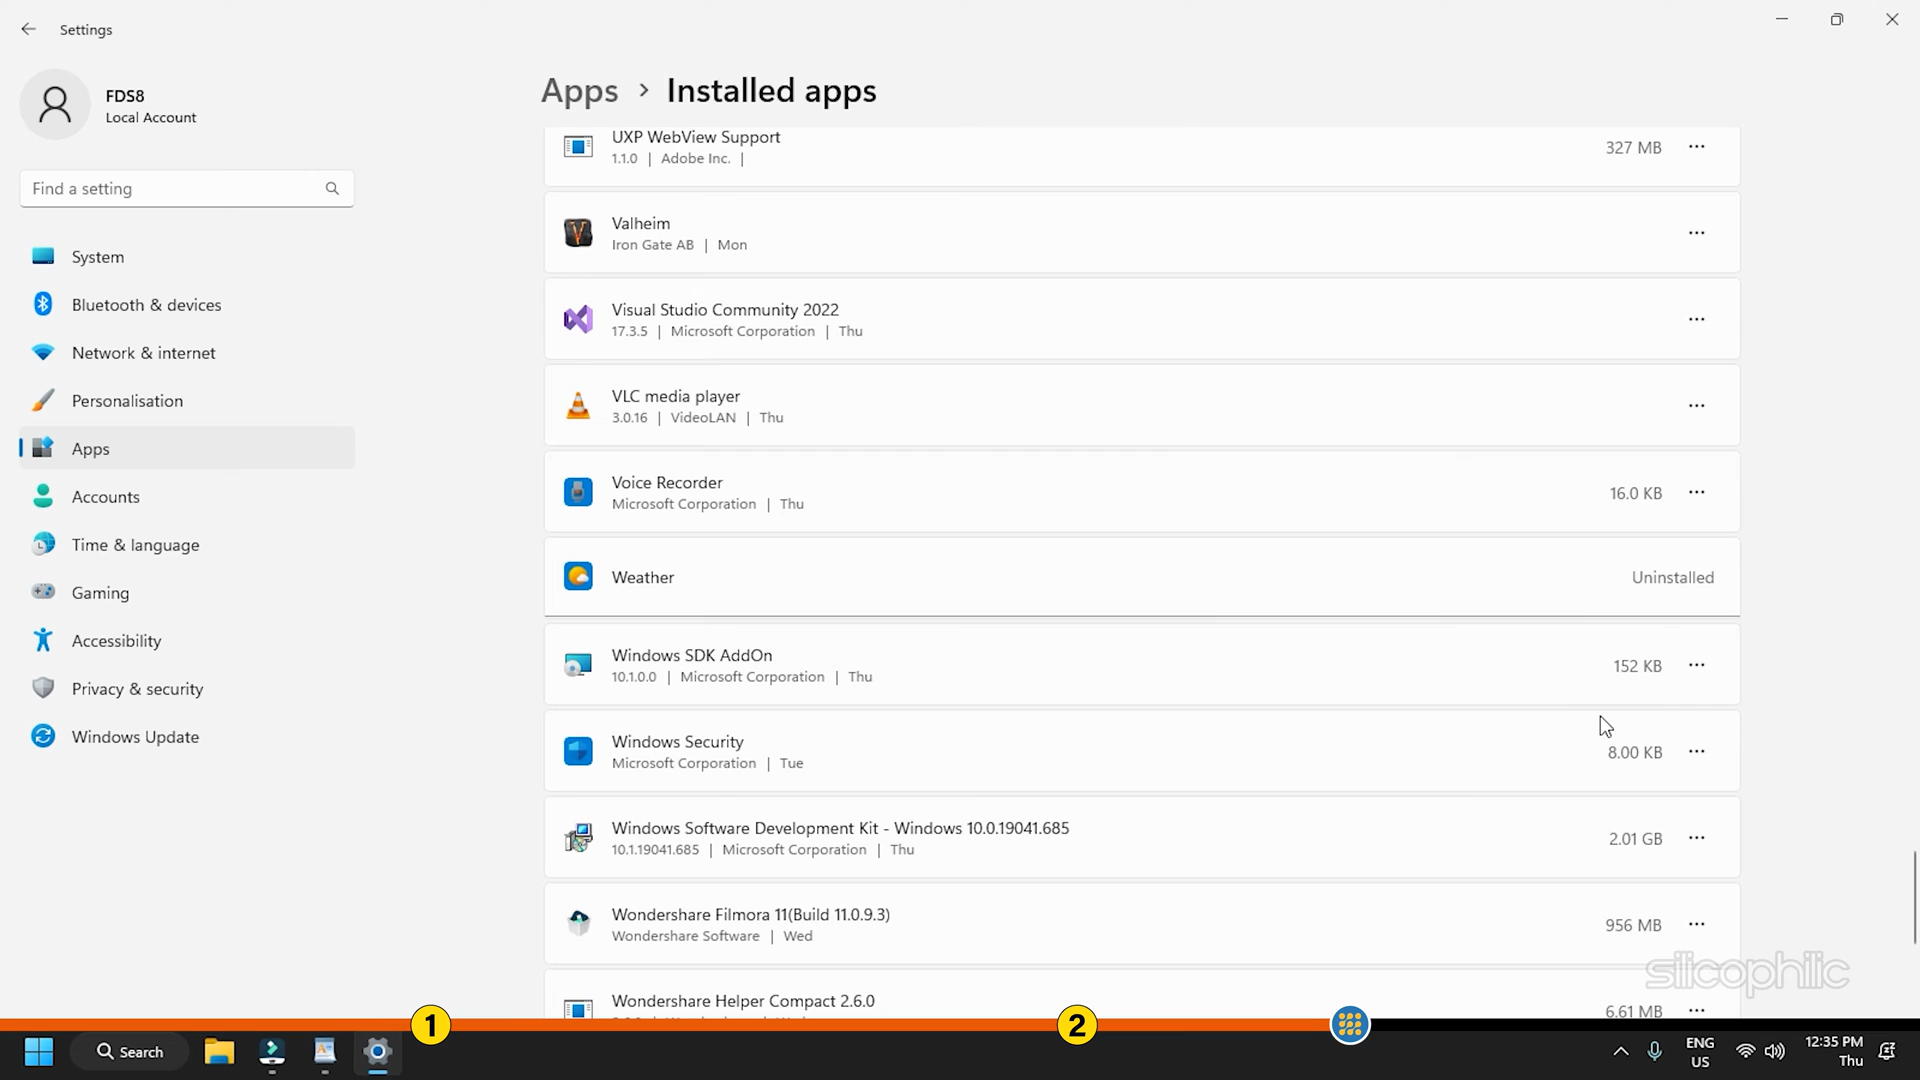 Settings
FDS8
Local Account
Find a setting
System
Bluetooth & devices
Network & internet
Personalisation
Apps
Accounts
Time & language
Gaming
Accessibility
Privacy & security
Windows Update
Apps > Installed apps
UXP WebView Support
1.1.0 | Adobe Inc. |
327 MB
Valheim
Iron Gate AB | Mon
Visual Studio Community 2022
17.3.5 | Microsoft Corporation | Thu
VLC media player
3.0.16 | VideoLAN | Thu
Voice Recorder
Microsoft Corporation | Thu
16.0 KB
Weather
Uninstalled
Windows SDK AddOn
10.1.0.0 | Microsoft Corporation | Thu
152 KB
Windows Security
Microsoft Corporation | Tue
8.00 KB
Windows Software Development Kit - Windows 10.0.19041.685
10.1.19041.685 | Microsoft Corporation | Thu
2.01 GB
Wondershare Filmora 11(Build 11.0.9.3)
Wondershare Software | Wed
956 MB
silicophilic
Wondershare Helper Compact 2.6.0
6.61 MB
1
2
Search
ENG
US
12:35 PM
Thu